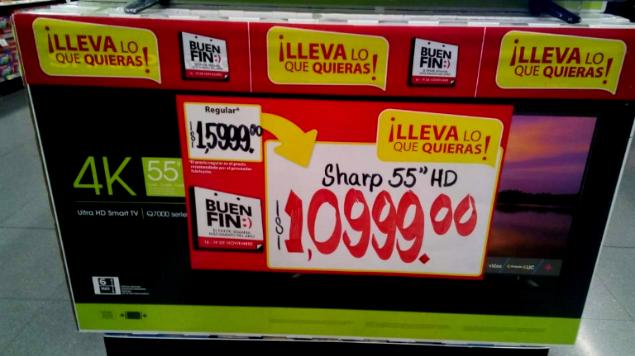 ¡LLEVA LO
QUE QUIERAS!
BUEN
FIN:)
¡LLEVA LO
QUE QUIERAS!
BUEN
FIN:)
¡LLEVA LO
QUE QUIERAS!
Regular*
15,999.00
¡LLEVA LO
QUE QUIERAS!
Sharp 55" HD
$10,999.00
BUEN
FIN:)
4K 55"
Ultra HD Smart TV | Q7000 series